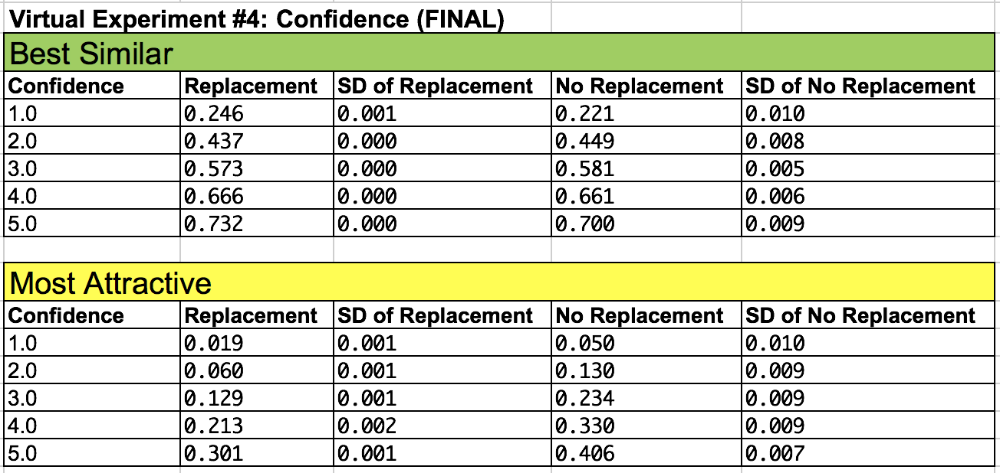 Virtual Experiment #4: Confidence (FINAL)
Best Similar
Confidence Replacement SD of Replacement No Replacement SD of No Replacement
1.0 0.246 0.001 0.221 0.010
2.0 0.437 0.000 0.449 0.008
3.0 0.573 0.000 0.581 0.005
4.0 0.666 0.000 0.661 0.006
5.0 0.732 0.000 0.700 0.009
Most Attractive
Confidence Replacement SD of Replacement No Replacement SD of No Replacement
1.0 0.019 0.001 0.050 0.010
2.0 0.060 0.001 0.130 0.009
3.0 0.129 0.001 0.234 0.009
4.0 0.213 0.002 0.330 0.009
5.0 0.301 0.001 0.406 0.007